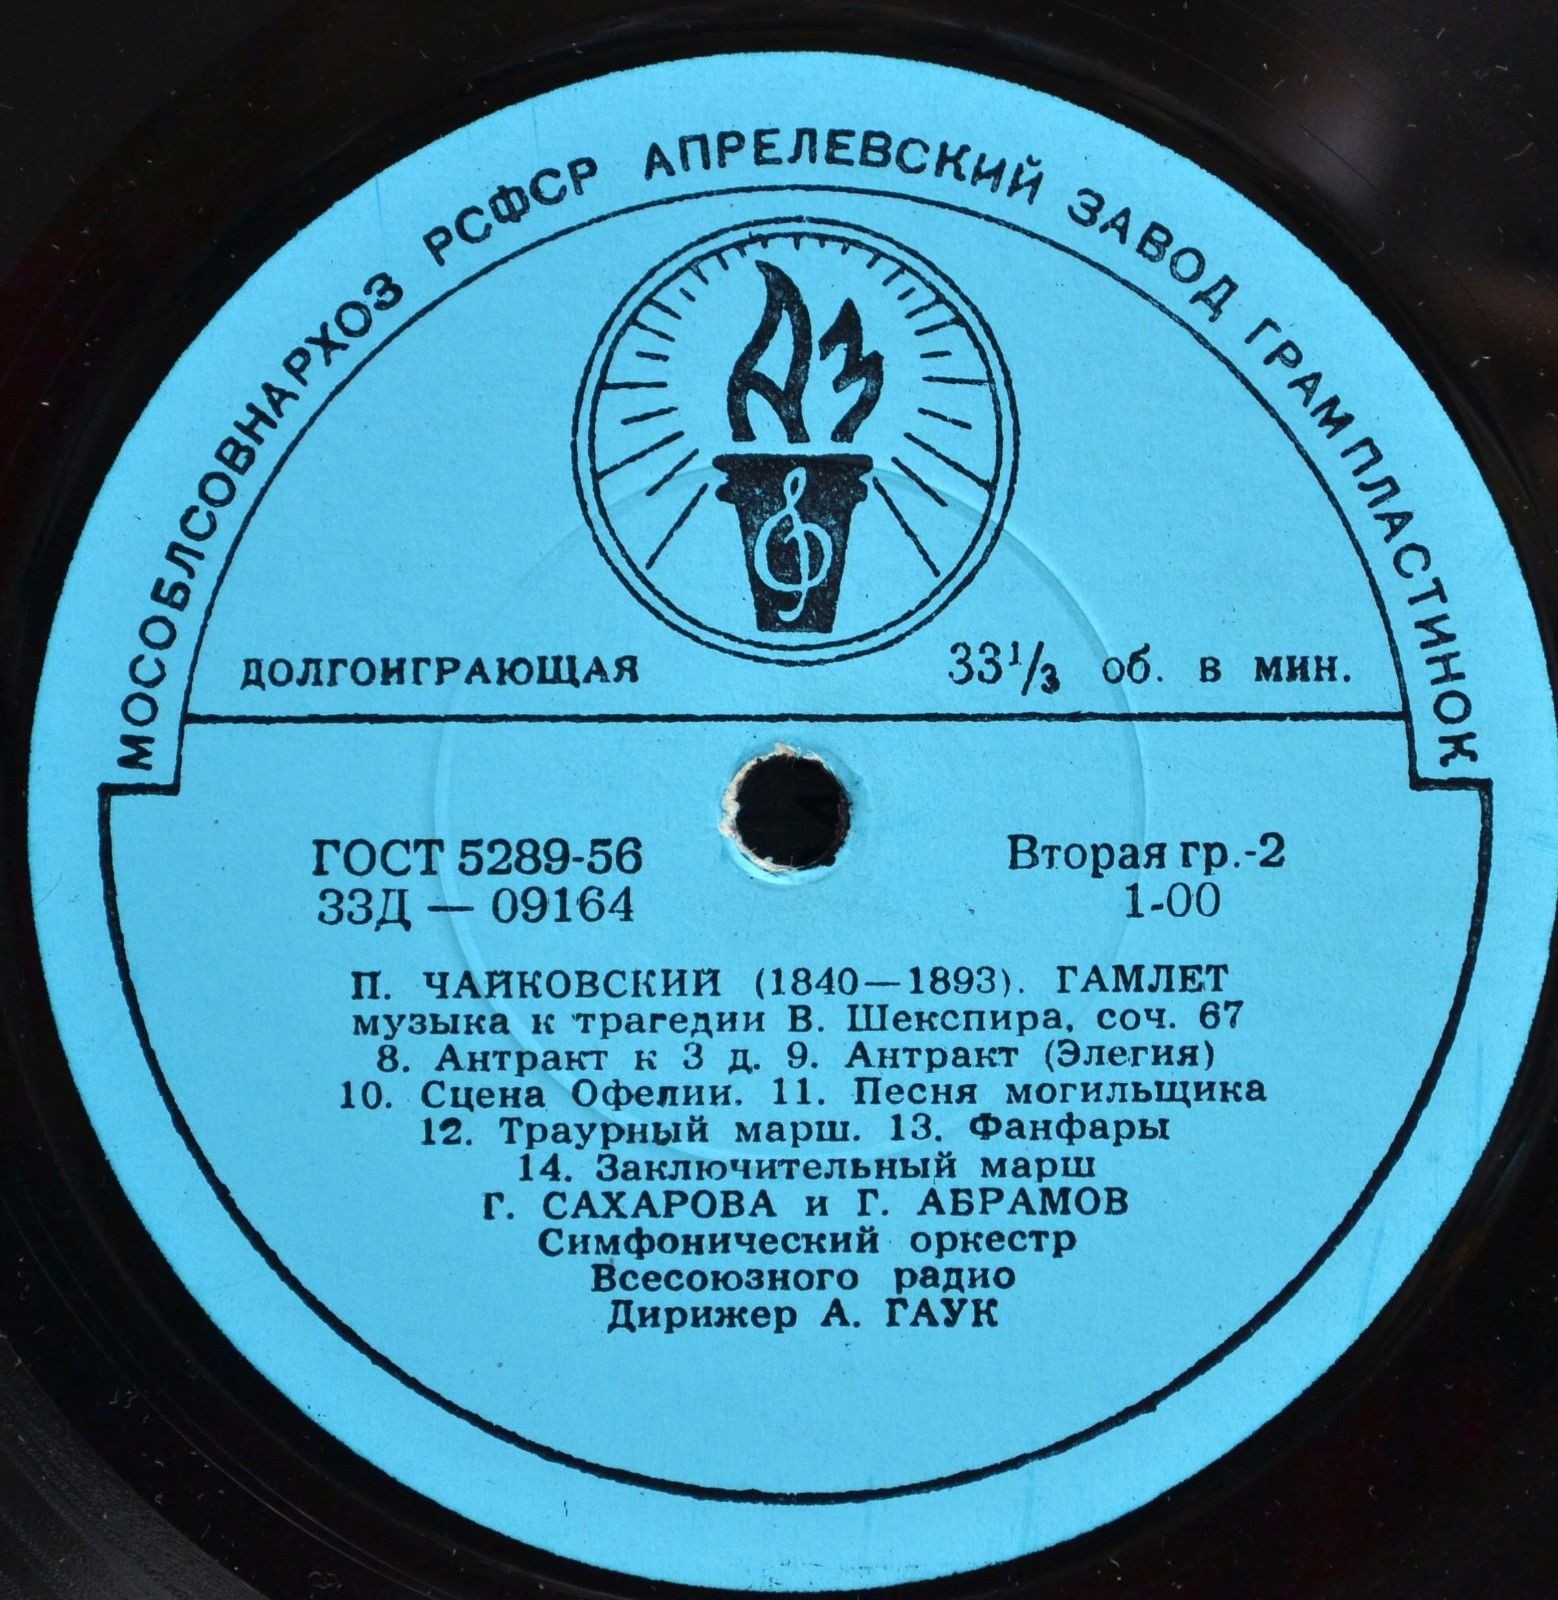 МОСОБЛСОВНАРХОЗ РСФСР АПРЕЛЕВСКИЙ ЗАВОД ГРАМПЛАСТИНОК
АЗ
ДОЛГОИГРАЮЩАЯ 33⅓ об. в мин.
ГОСТ 5289-56 Вторая гр.-2
33Д — 09164 1-00
П. ЧАЙКОВСКИЙ (1840—1893). ГАМЛЕТ
музыка к трагедии В. Шекспира, соч. 67
8. Антракт к 3 д. 9. Антракт (Элегия)
10. Сцена Офелии. 11. Песня могильщика
12. Траурный марш. 13. Фанфары
14. Заключительный марш
Г. САХАРОВА и Г. АБРАМОВ
Симфонический оркестр
Всесоюзного радио
Дирижер А. ГАУК